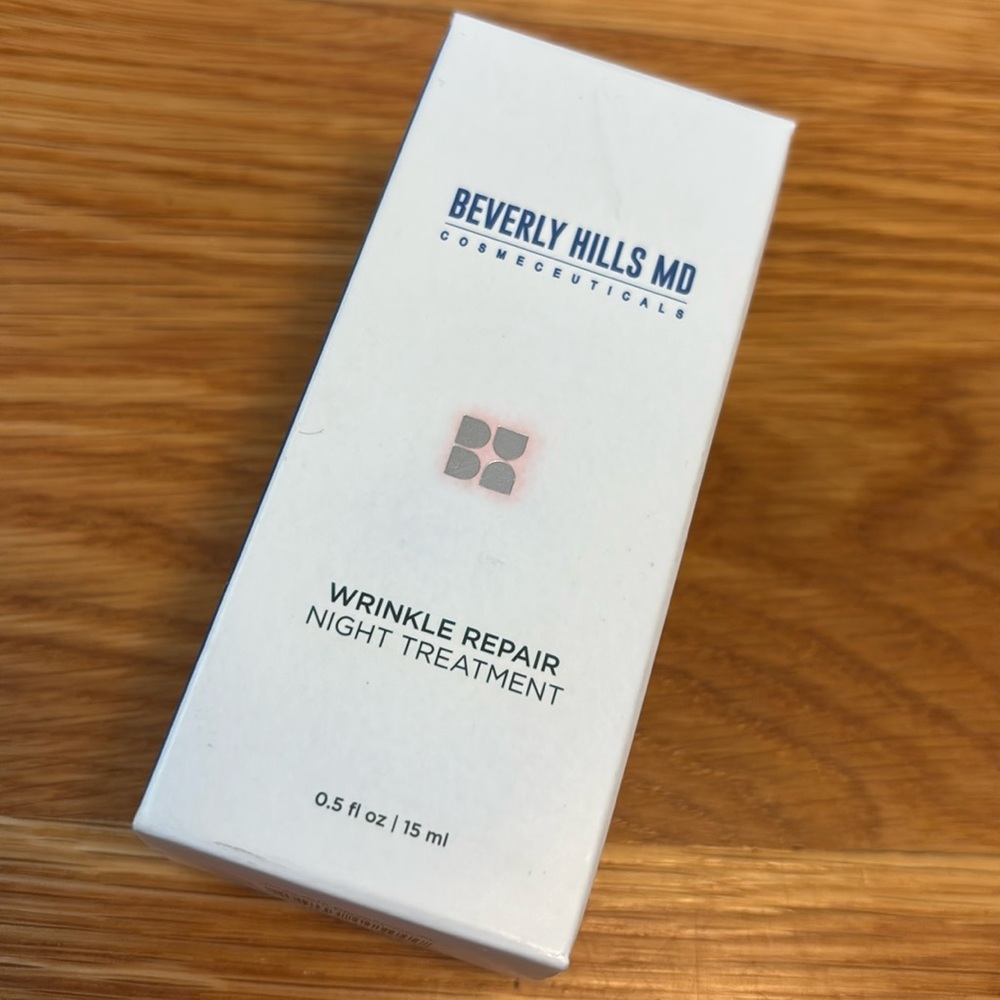 BEVERLY HILLS MD
COSMECEUTICALS
WRINKLE REPAIR
NIGHT TREATMENT
0.5 fl oz | 15 ml